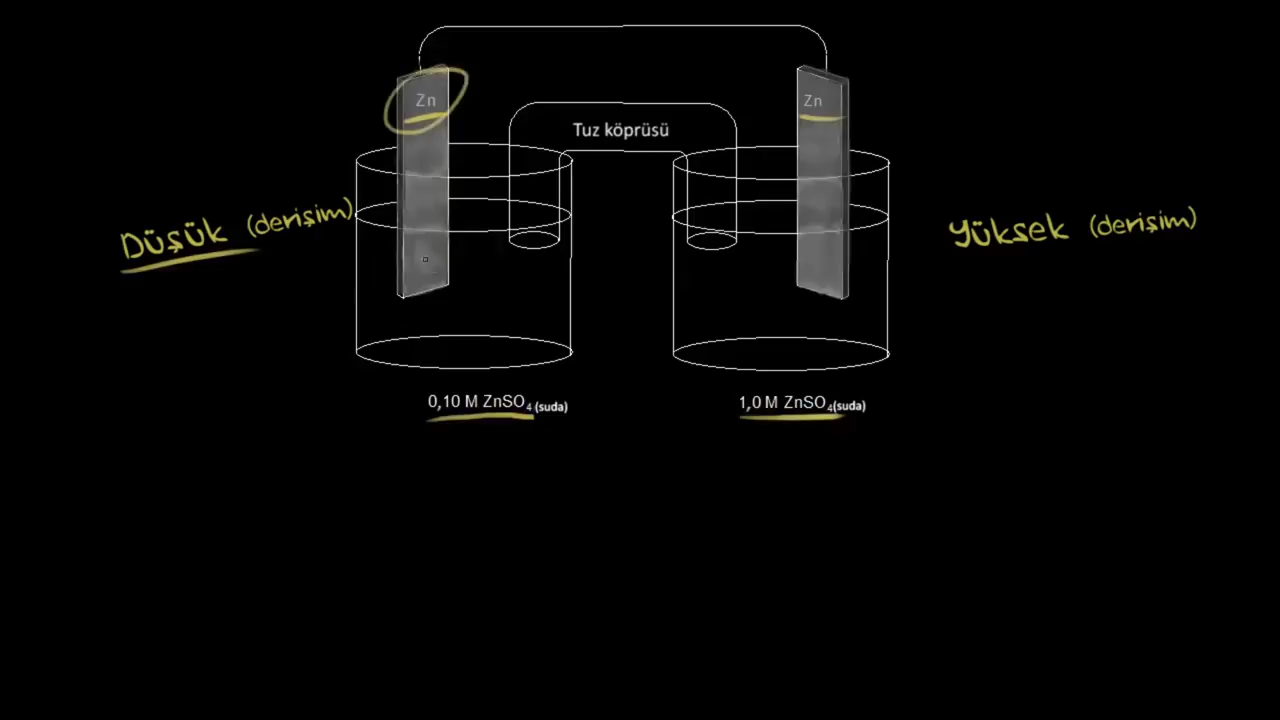 Zn
Zn
Tuz köprüsü
Düşük (derişim)
Yüksek (derişim)
0,10 M ZnSO4 (suda)
1,0 M ZnSO4(suda)